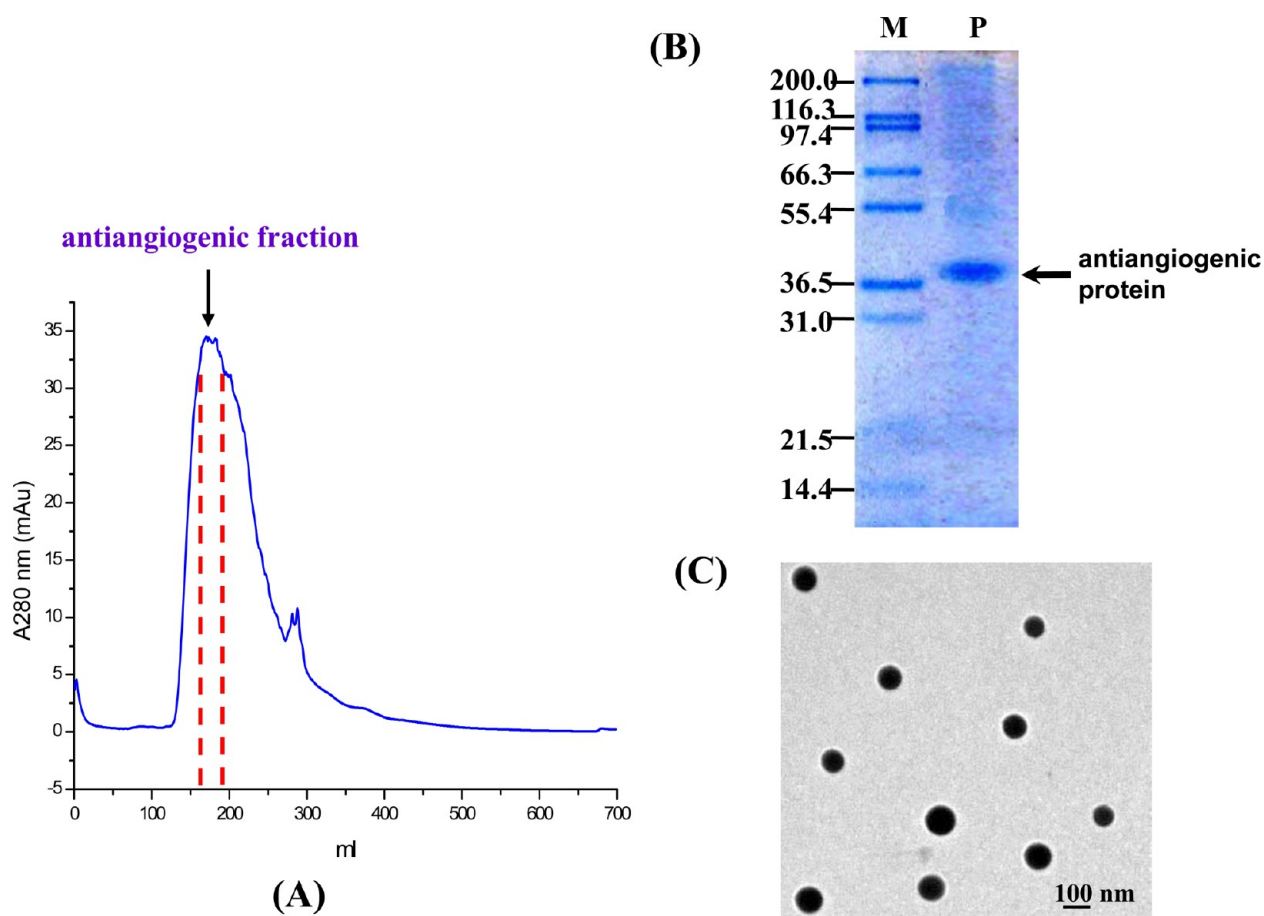 antiangiogenic fraction
35
30
25
20
15
10
5
0
-5
A280 nm (mAu)
0 100 200 300 400 500 600 700
ml
(A)
(B)
M P
200.0
116.3
97.4
66.3
55.4
36.5
31.0
21.5
14.4
antiangiogenic
protein
(C)
100 nm